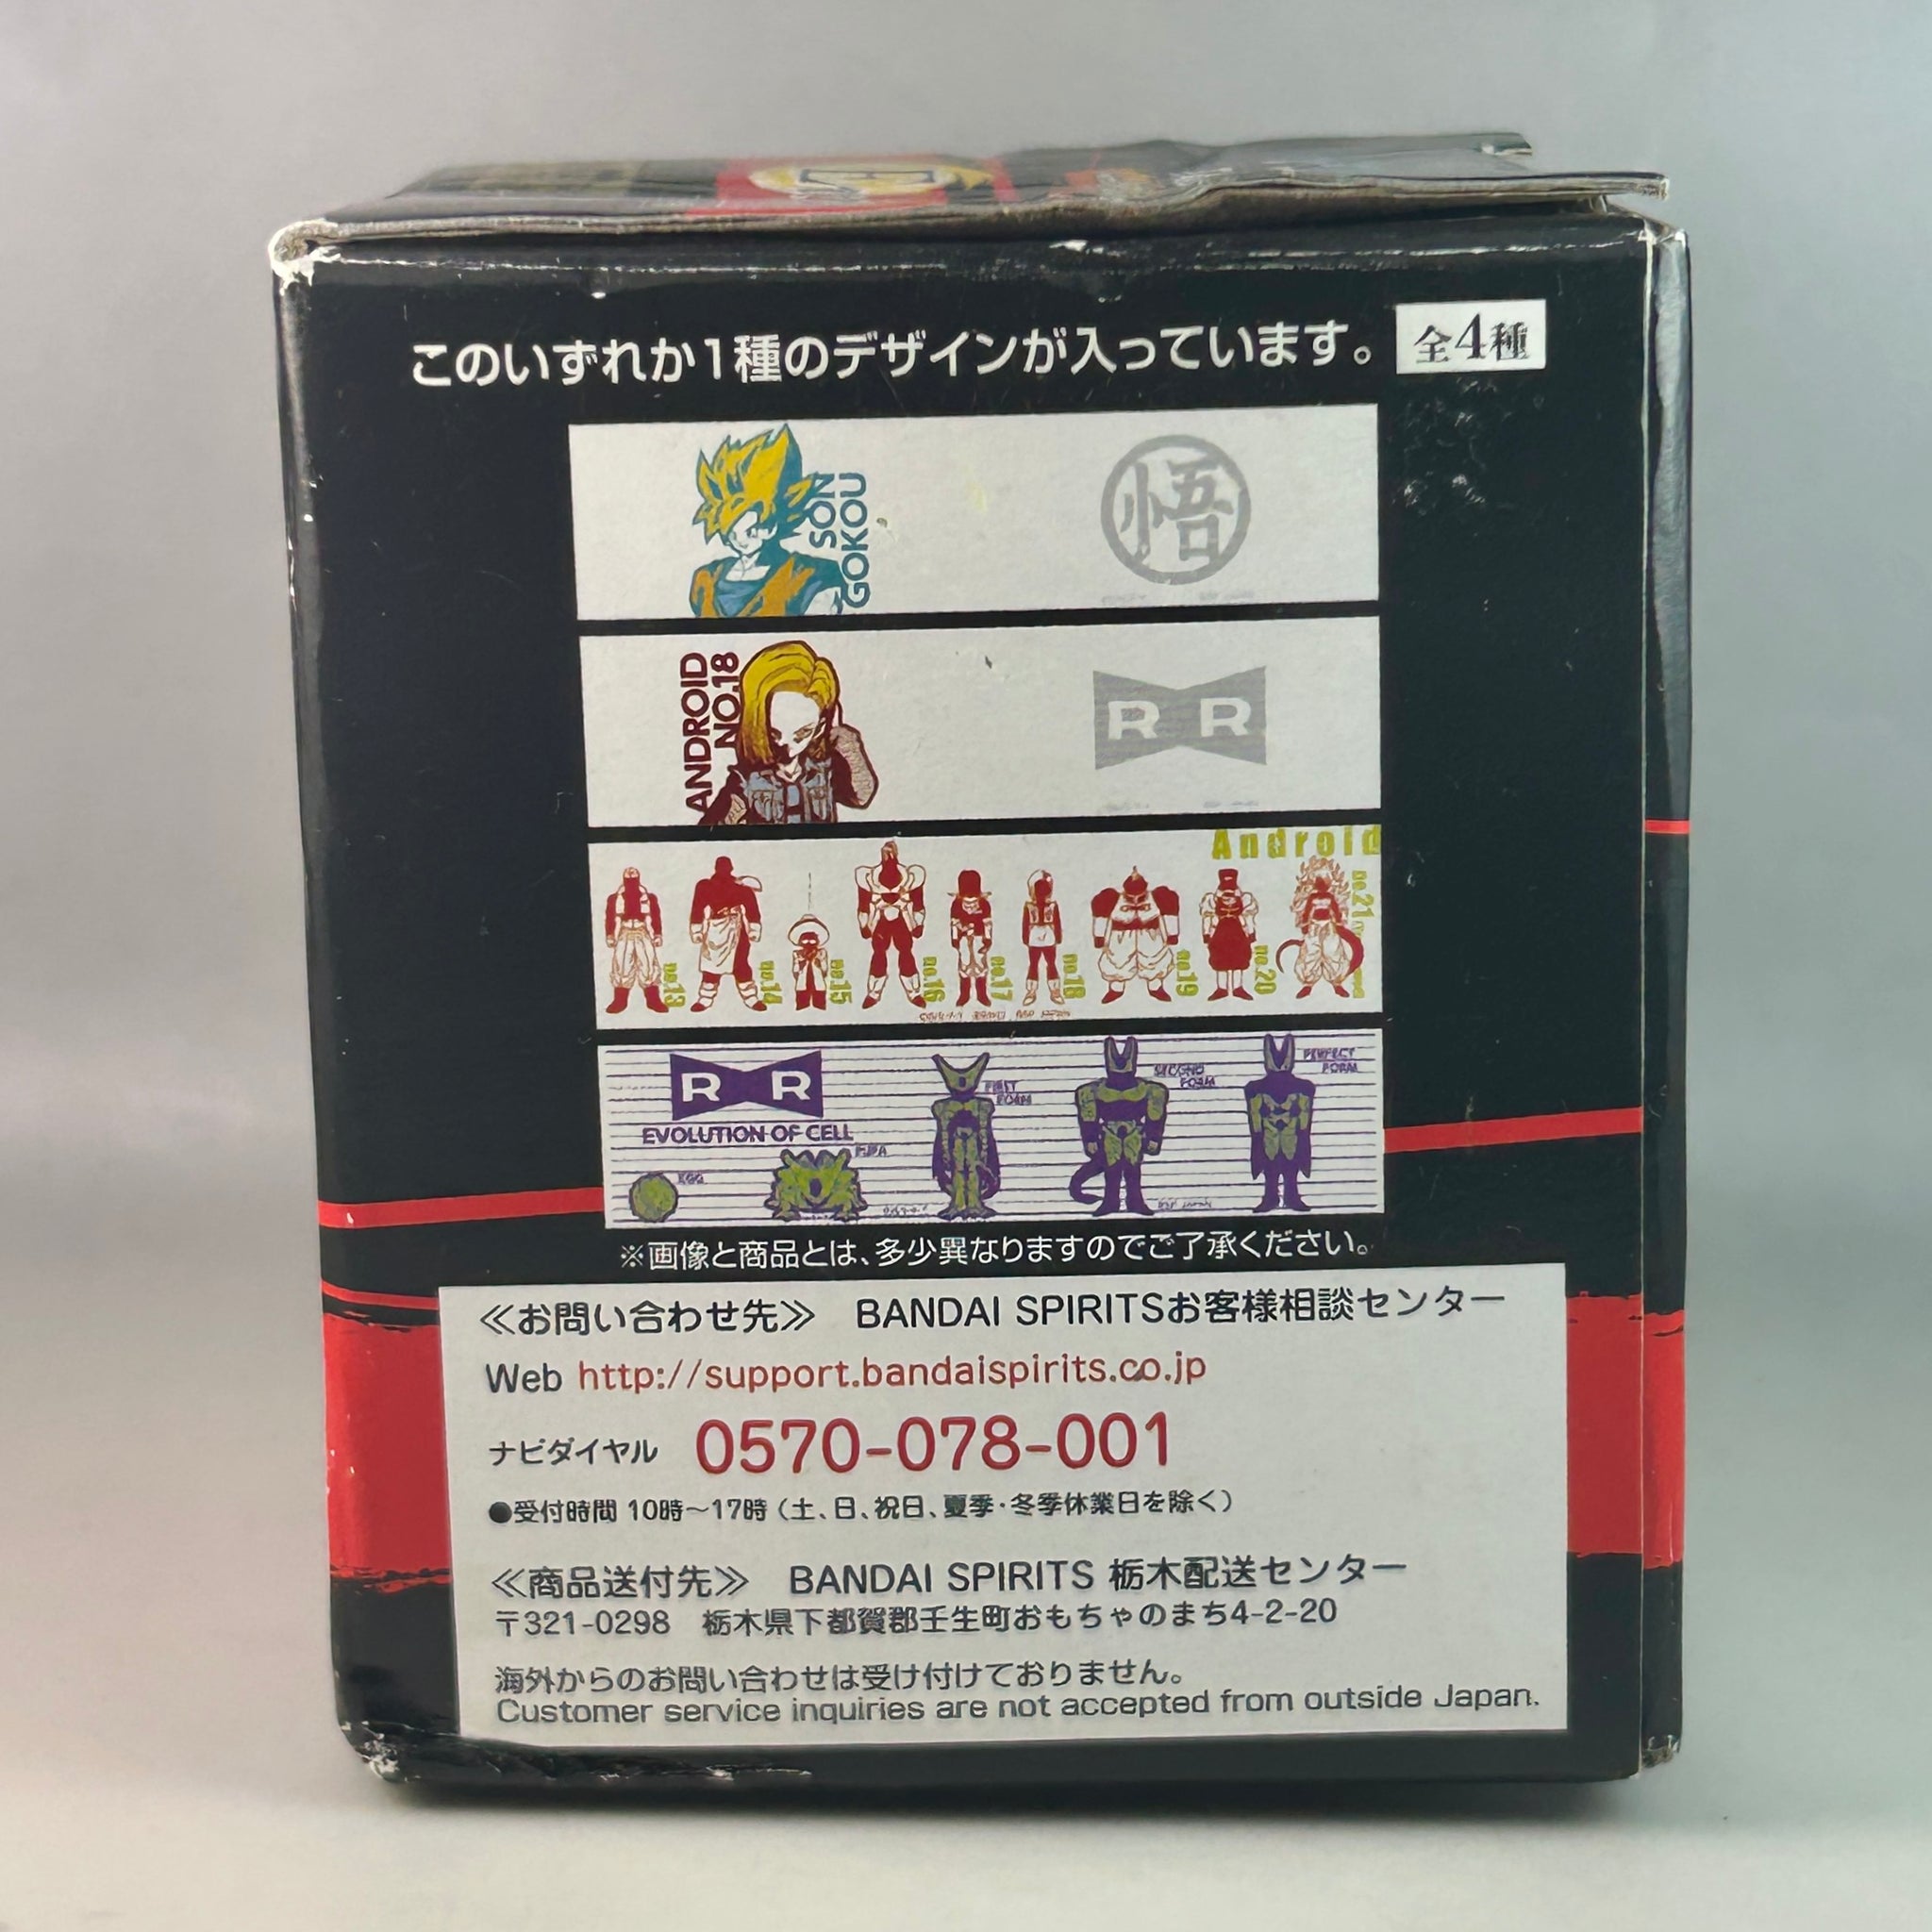 このいずれか1種のデザインが入っています。 全4種
SON
GOKOU
悟
ANDROID
NO.18
R R
Android
no.13
no.14
no.15
no.16
no.17
no.18
no.19
no.20
no.21
R R
EVOLUTION OF CELL
EGG
FIRST
FORM
SECOND
FORM
PERFECT
FORM
※画像と商品とは、多少異なりますのでご了承ください。
≪お問い合わせ先≫ BANDAI SPIRITSお客様相談センター
Web http://support.bandaispirits.co.jp
ナビダイヤル 0570-078-001
●受付時間 10時～17時（土、日、祝日、夏季・冬季休業日を除く）
≪商品送付先≫ BANDAI SPIRITS 栃木配送センター
〒321-0298 栃木県下都賀郡壬生町おもちゃのまち4-2-20
海外からのお問い合わせは受け付けておりません。
Customer service inquiries are not accepted from outside Japan.